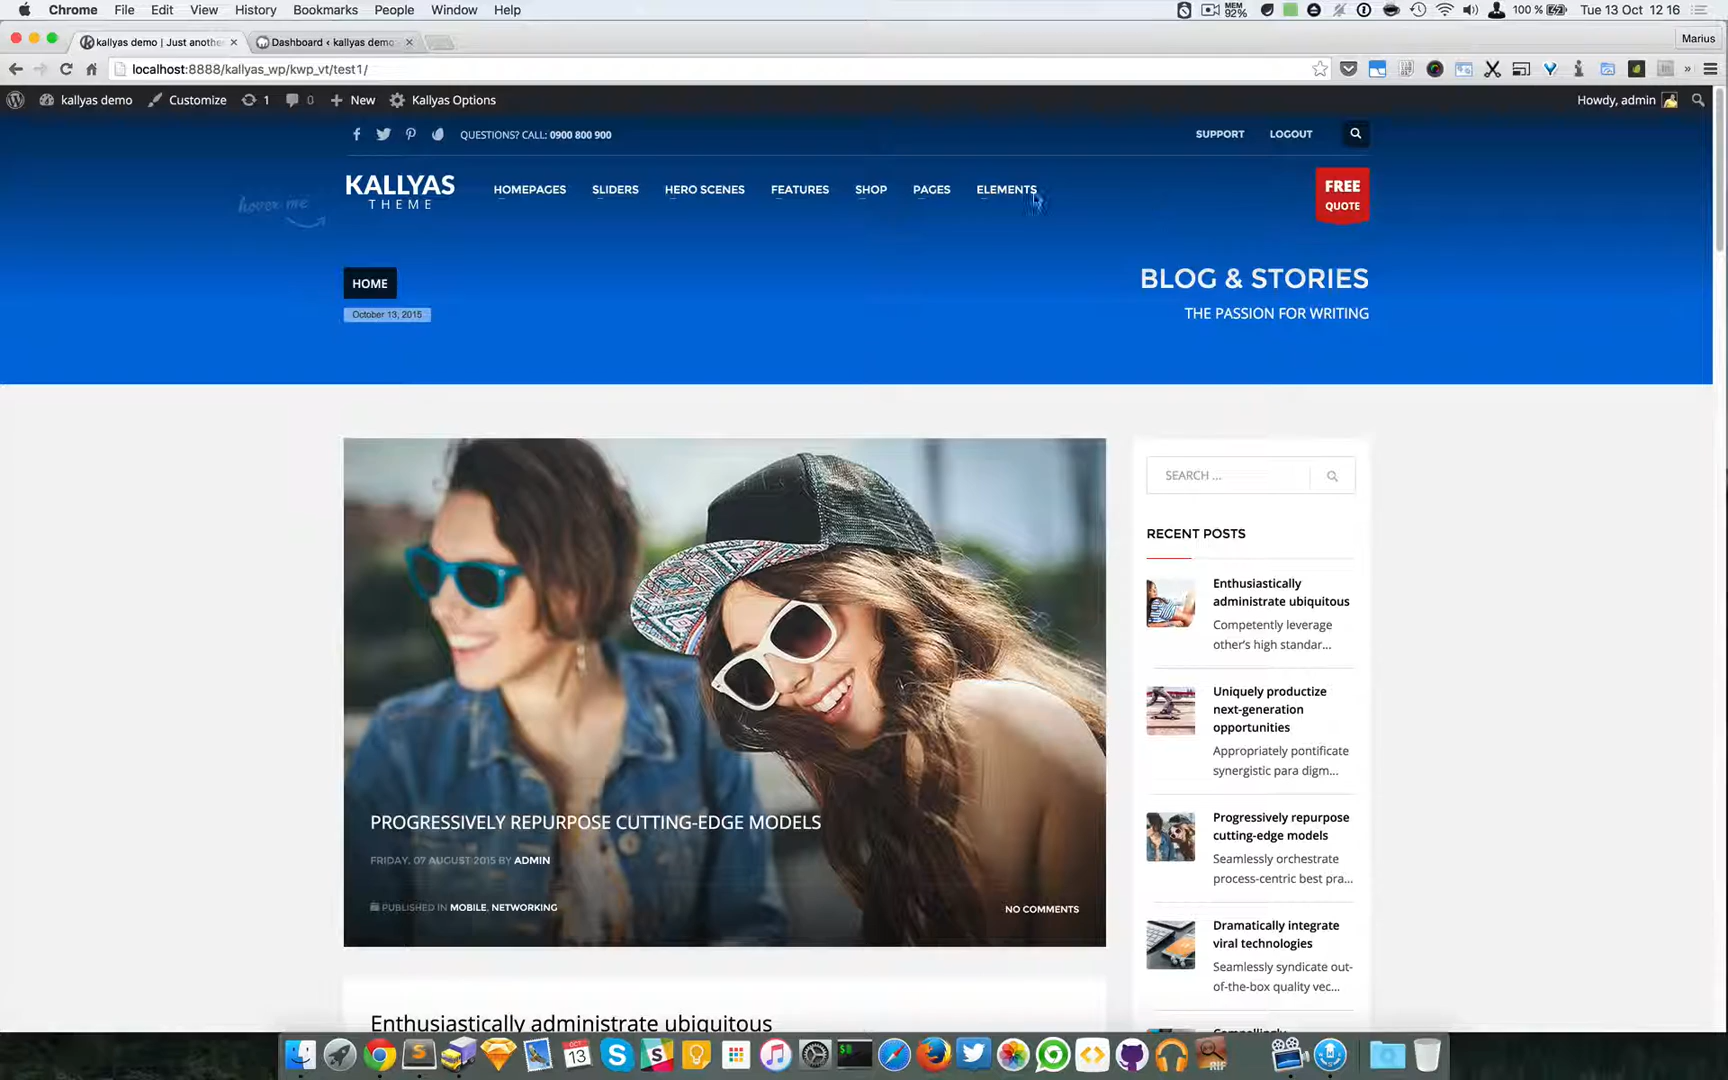 Chrome File Edit View History Bookmarks People Window Help
MEM 92% 100 % Tue 13 Oct 12 16
kallyas demo | Just anothe
Dashboard ‹ kallyas demo
Marius
localhost:8888/kallyas_wp/kwp_vt/test1/
kallyas demo Customize 1 0 New Kallyas Options
Howdy, admin
QUESTIONS? CALL: 0900 800 900
SUPPORT LOGOUT
hover me
KALLYAS
THEME
HOMEPAGES SLIDERS HERO SCENES FEATURES SHOP PAGES ELEMENTS
FREE
QUOTE
HOME
October 13, 2015
BLOG & STORIES
THE PASSION FOR WRITING
PROGRESSIVELY REPURPOSE CUTTING-EDGE MODELS
FRIDAY, 07 AUGUST 2015 BY ADMIN
PUBLISHED IN MOBILE, NETWORKING
NO COMMENTS
Enthusiastically administrate ubiquitous
SEARCH ...
RECENT POSTS
Enthusiastically
administrate ubiquitous
Competently leverage
other's high standar...
Uniquely productize
next-generation
opportunities
Appropriately pontificate
synergistic para digm...
Progressively repurpose
cutting-edge models
Seamlessly orchestrate
process-centric best pra...
Dramatically integrate
viral technologies
Seamlessly syndicate out-
of-the-box quality vec...
OCT
13
RIF